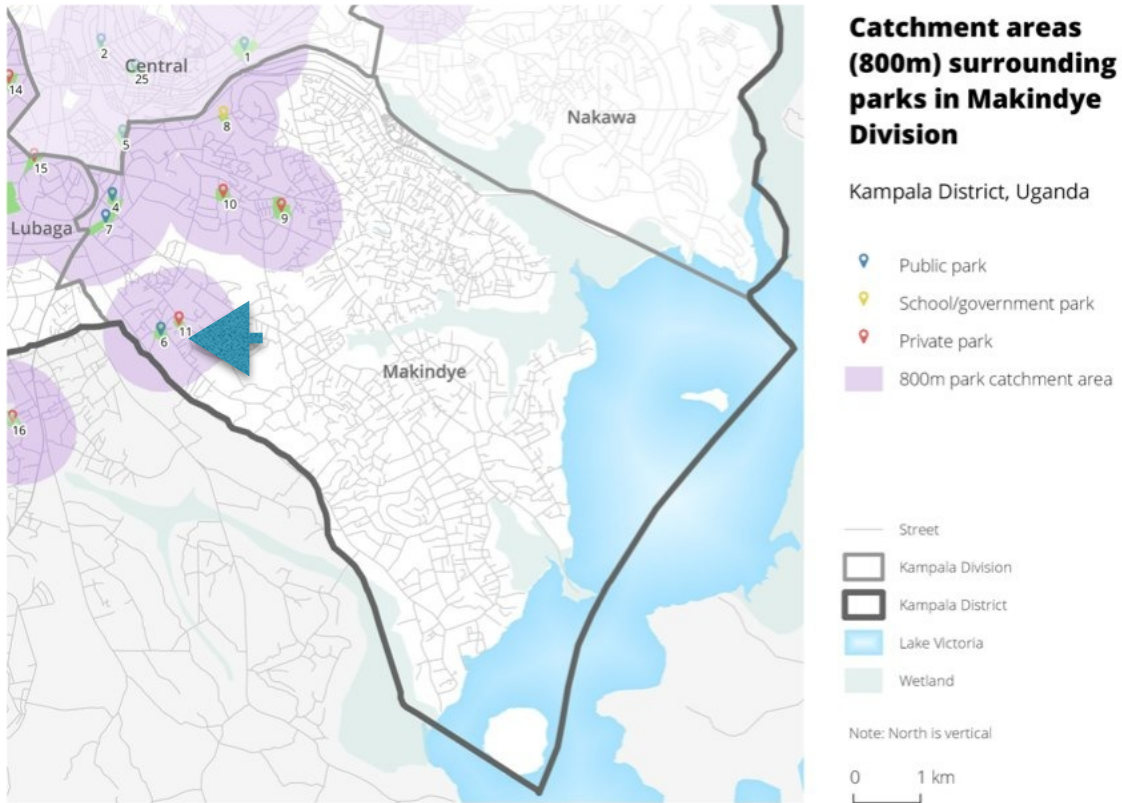 Catchment areas
(800m) surrounding
parks in Makindye
Division
Kampala District, Uganda
Public park
School/government park
Private park
800m park catchment area
Street
Kampala Division
Kampala District
Lake Victoria
Wetland
Note: North is vertical
0 1 km
2
1
Central
25
14
Nakawa
8
5
15
10
4
9
Lubaga
7
11
6
Makindye
16